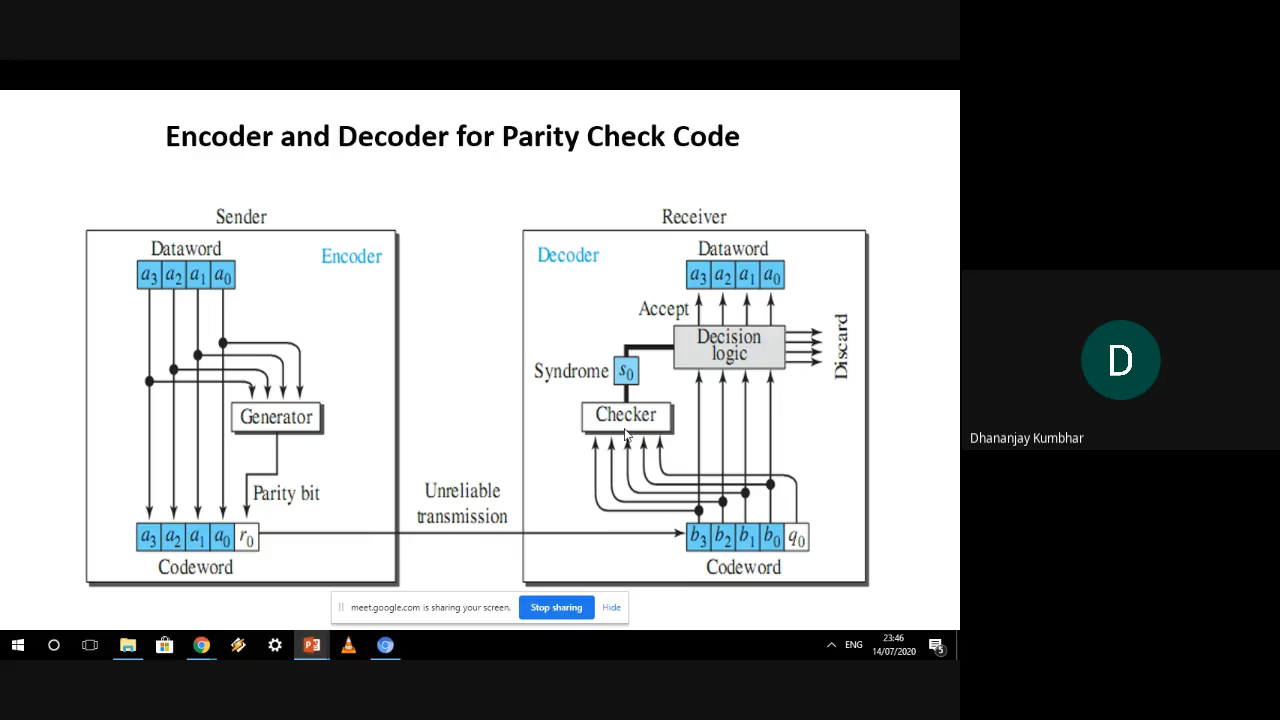 Encoder and Decoder for Parity Check Code
Sender
Encoder
Dataword
a3 a2 a1 a0
Generator
Parity bit
a3 a2 a1 a0 r0
Codeword
Unreliable
transmission
Receiver
Decoder
Dataword
a3 a2 a1 a0
Accept
Decision
logic
Discard
Syndrome s0
Checker
b3 b2 b1 b0 q0
Codeword
meet.google.com is sharing your screen. Stop sharing Hide
D
Dhananjay Kumbhar
ENG
23:46
14/07/2020
5